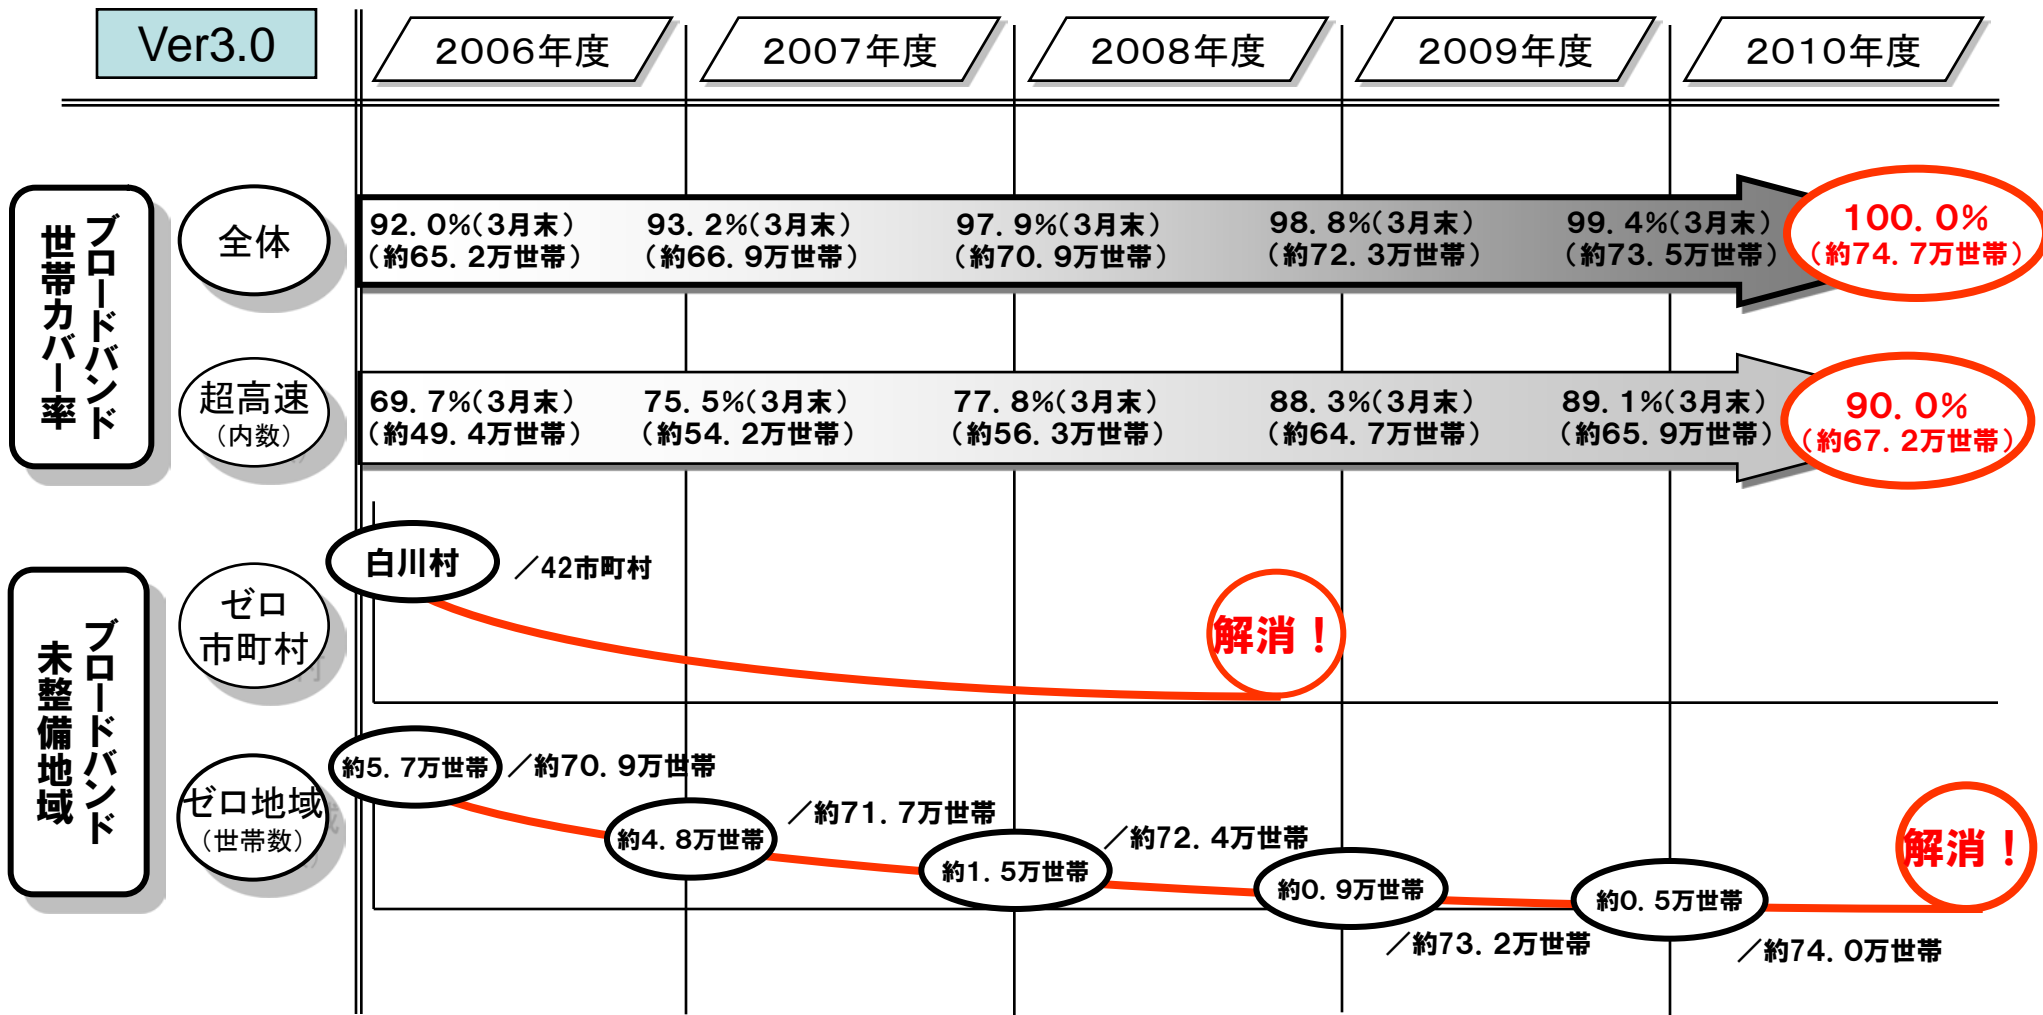 Ver3.0
2006年度
2007年度
2008年度
2009年度
2010年度
ブロードバンド
世帯カバー率
全体
92.0%(3月末)
(約65.2万世帯)
93.2%(3月末)
(約66.9万世帯)
97.9%(3月末)
(約70.9万世帯)
98.8%(3月末)
(約72.3万世帯)
99.4%(3月末)
(約73.5万世帯)
100.0%
(約74.7万世帯)
超高速
(内数)
69.7%(3月末)
(約49.4万世帯)
75.5%(3月末)
(約54.2万世帯)
77.8%(3月末)
(約56.3万世帯)
88.3%(3月末)
(約64.7万世帯)
89.1%(3月末)
(約65.9万世帯)
90.0%
(約67.2万世帯)
ブロードバンド
未整備地域
ゼロ
市町村
白川村
/42市町村
解消!
ゼロ地域
(世帯数)
約5.7万世帯
/約70.9万世帯
約4.8万世帯
/約71.7万世帯
約1.5万世帯
/約72.4万世帯
約0.9万世帯
/約73.2万世帯
約0.5万世帯
/約74.0万世帯
解消!